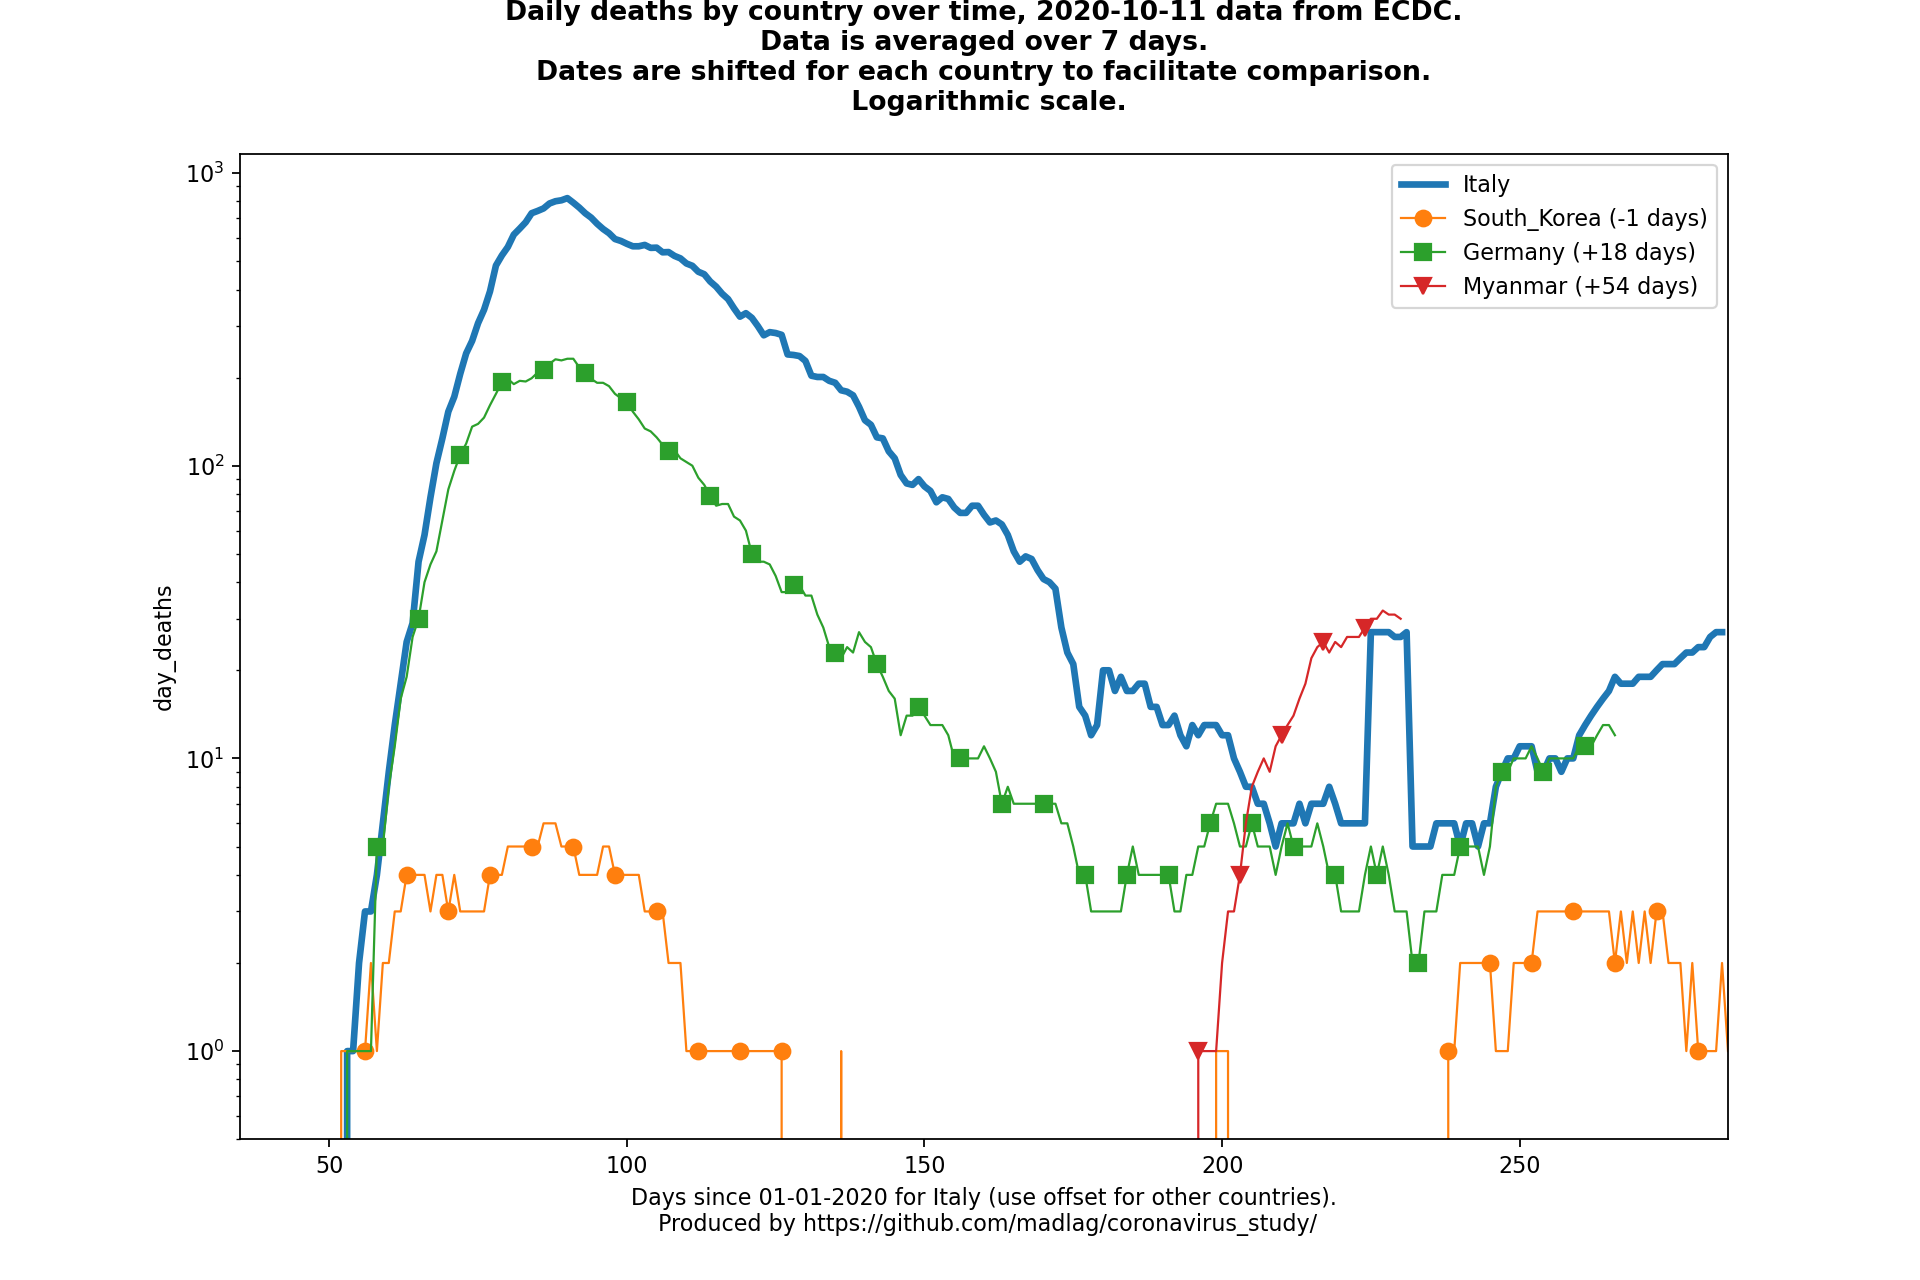 Daily deaths by country over time, 2020-10-11 data from ECDC.
Data is averaged over 7 days.
Dates are shifted for each country to facilitate comparison.
Logarithmic scale.
10³
10²
10¹
10⁰
day_deaths
Italy
South_Korea (-1 days)
Germany (+18 days)
Myanmar (+54 days)
50 100 150 200 250
Days since 01-01-2020 for Italy (use offset for other countries).
Produced by https://github.com/madlag/coronavirus_study/